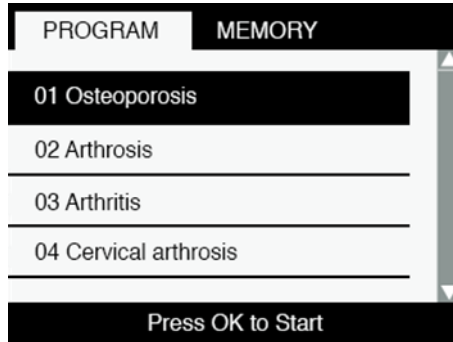 PROGRAM MEMORY
01 Osteoporosis
02 Arthrosis
03 Arthritis
04 Cervical arthrosis
Press OK to Start